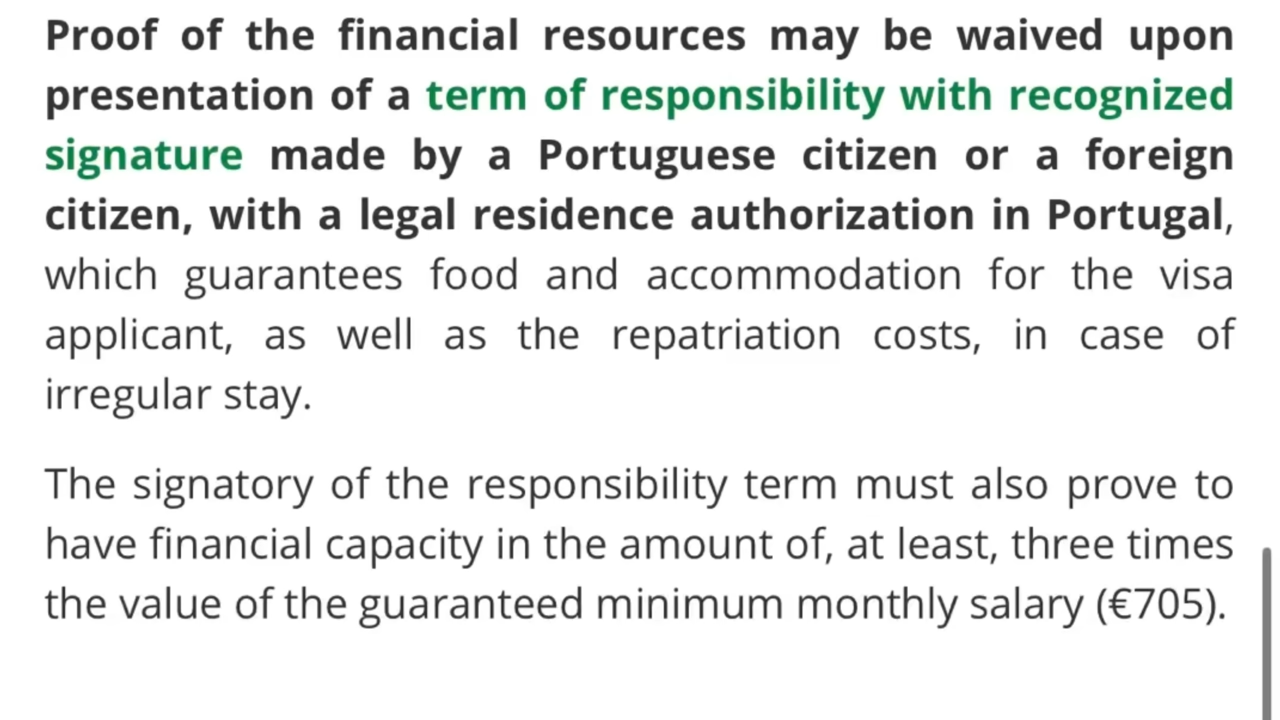 Proof of the financial resources may be waived upon
presentation of a term of responsibility with recognized
signature made by a Portuguese citizen or a foreign
citizen, with a legal residence authorization in Portugal,
which guarantees food and accommodation for the visa
applicant, as well as the repatriation costs, in case of
irregular stay.
The signatory of the responsibility term must also prove to
have financial capacity in the amount of, at least, three times
the value of the guaranteed minimum monthly salary (€705).